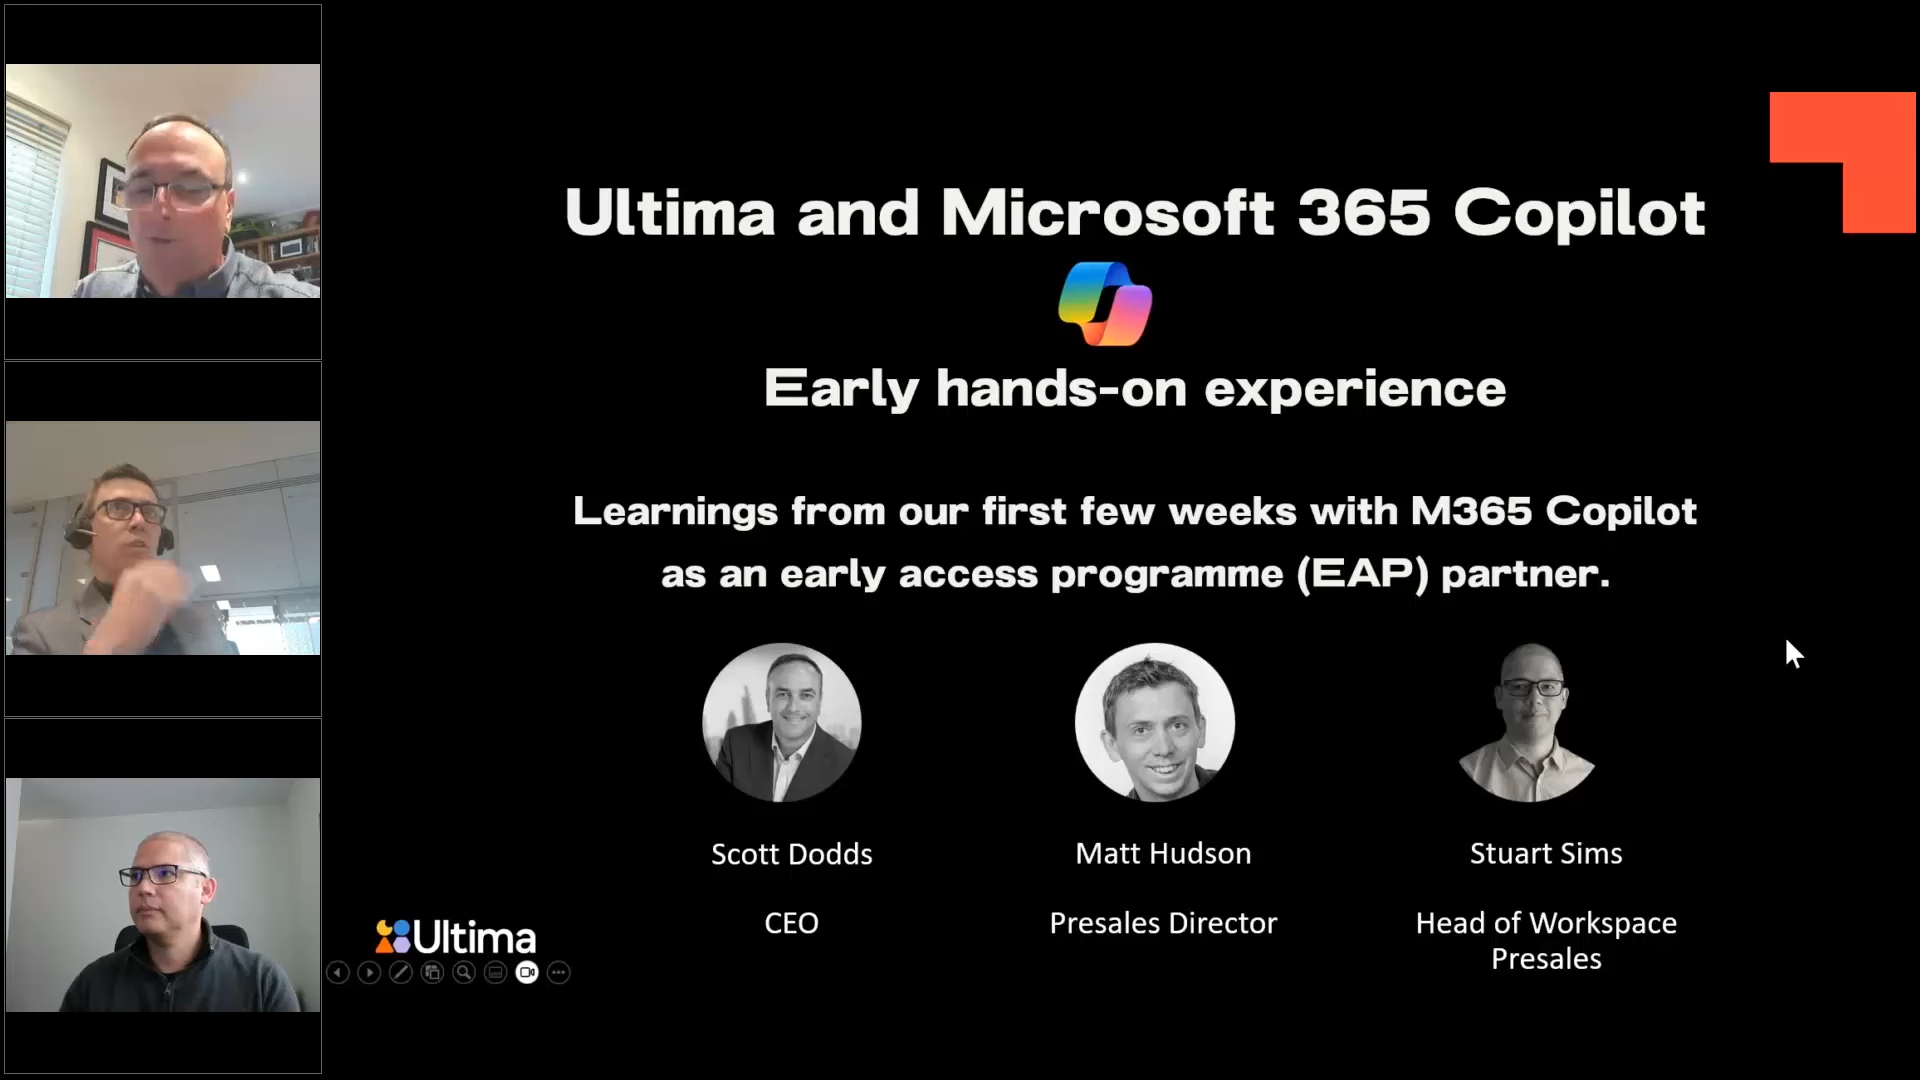 Ultima and Microsoft 365 Copilot
Early hands-on experience
Learnings from our first few weeks with M365 Copilot
as an early access programme (EAP) partner.
Scott Dodds
CEO
Matt Hudson
Presales Director
Stuart Sims
Head of Workspace
Presales
Ultima